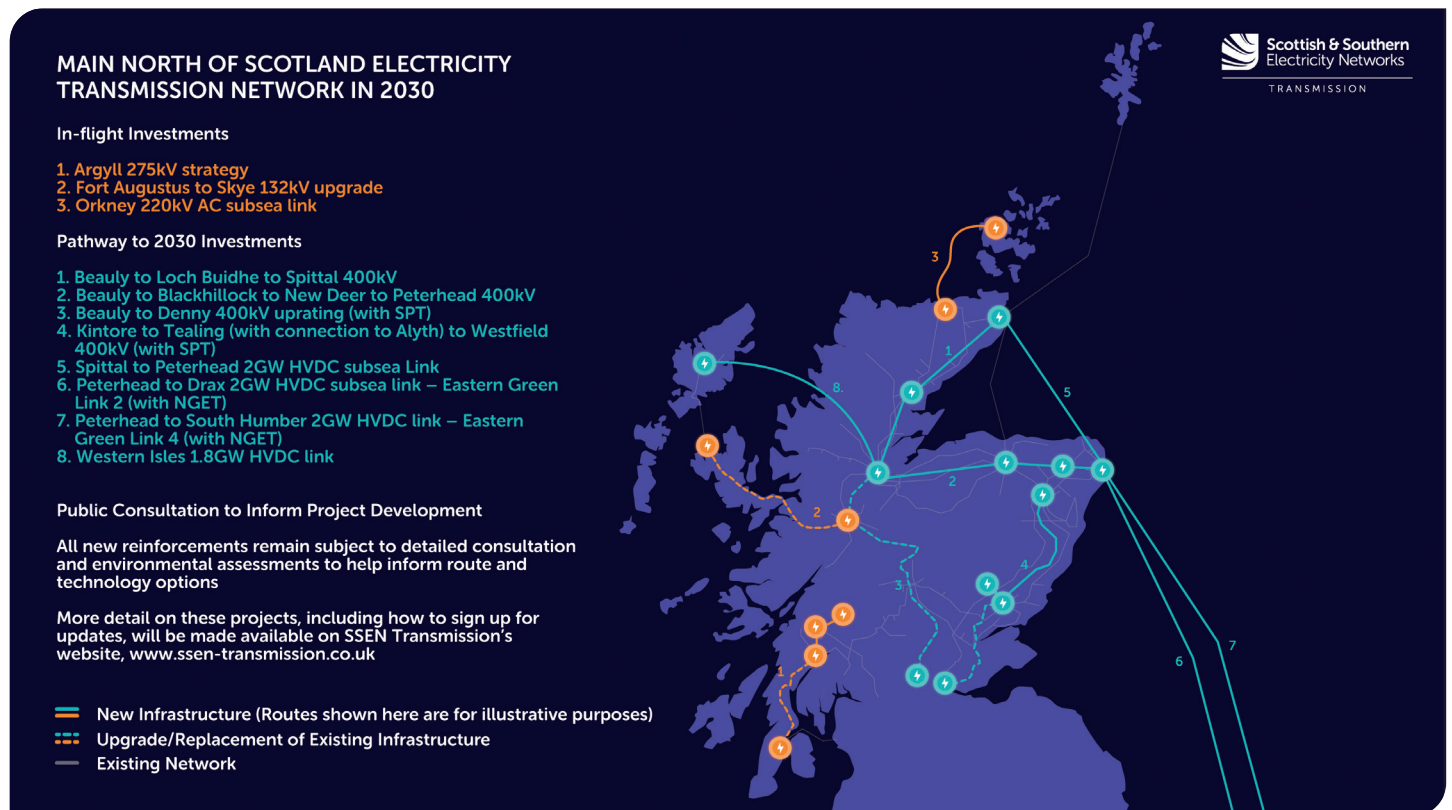 MAIN NORTH OF SCOTLAND ELECTRICITY
TRANSMISSION NETWORK IN 2030
In-flight Investments
1. Argyll 275kV strategy
2. Fort Augustus to Skye 132kV upgrade
3. Orkney 220kV AC subsea link
Pathway to 2030 Investments
1. Beauly to Loch Buidhe to Spittal 400kV
2. Beauly to Blackhillock to New Deer to Peterhead 400kV
3. Beauly to Denny 400kV uprating (with SPT)
4. Kintore to Tealing (with connection to Alyth) to Westfield
400kV (with SPT)
5. Spittal to Peterhead 2GW HVDC subsea Link
6. Peterhead to Drax 2GW HVDC subsea link – Eastern Green
Link 2 (with NGET)
7. Peterhead to South Humber 2GW HVDC link – Eastern
Green Link 4 (with NGET)
8. Western Isles 1.8GW HVDC link
Public Consultation to Inform Project Development
All new reinforcements remain subject to detailed consultation
and environmental assessments to help inform route and
technology options
More detail on these projects, including how to sign up for
updates, will be made available on SSEN Transmission's
website, www.ssen-transmission.co.uk
New Infrastructure (Routes shown here are for illustrative purposes)
Upgrade/Replacement of Existing Infrastructure
Existing Network
Scottish & Southern
Electricity Networks
TRANSMISSION
3
1
8.
5
2
2
4
3
1
6
7